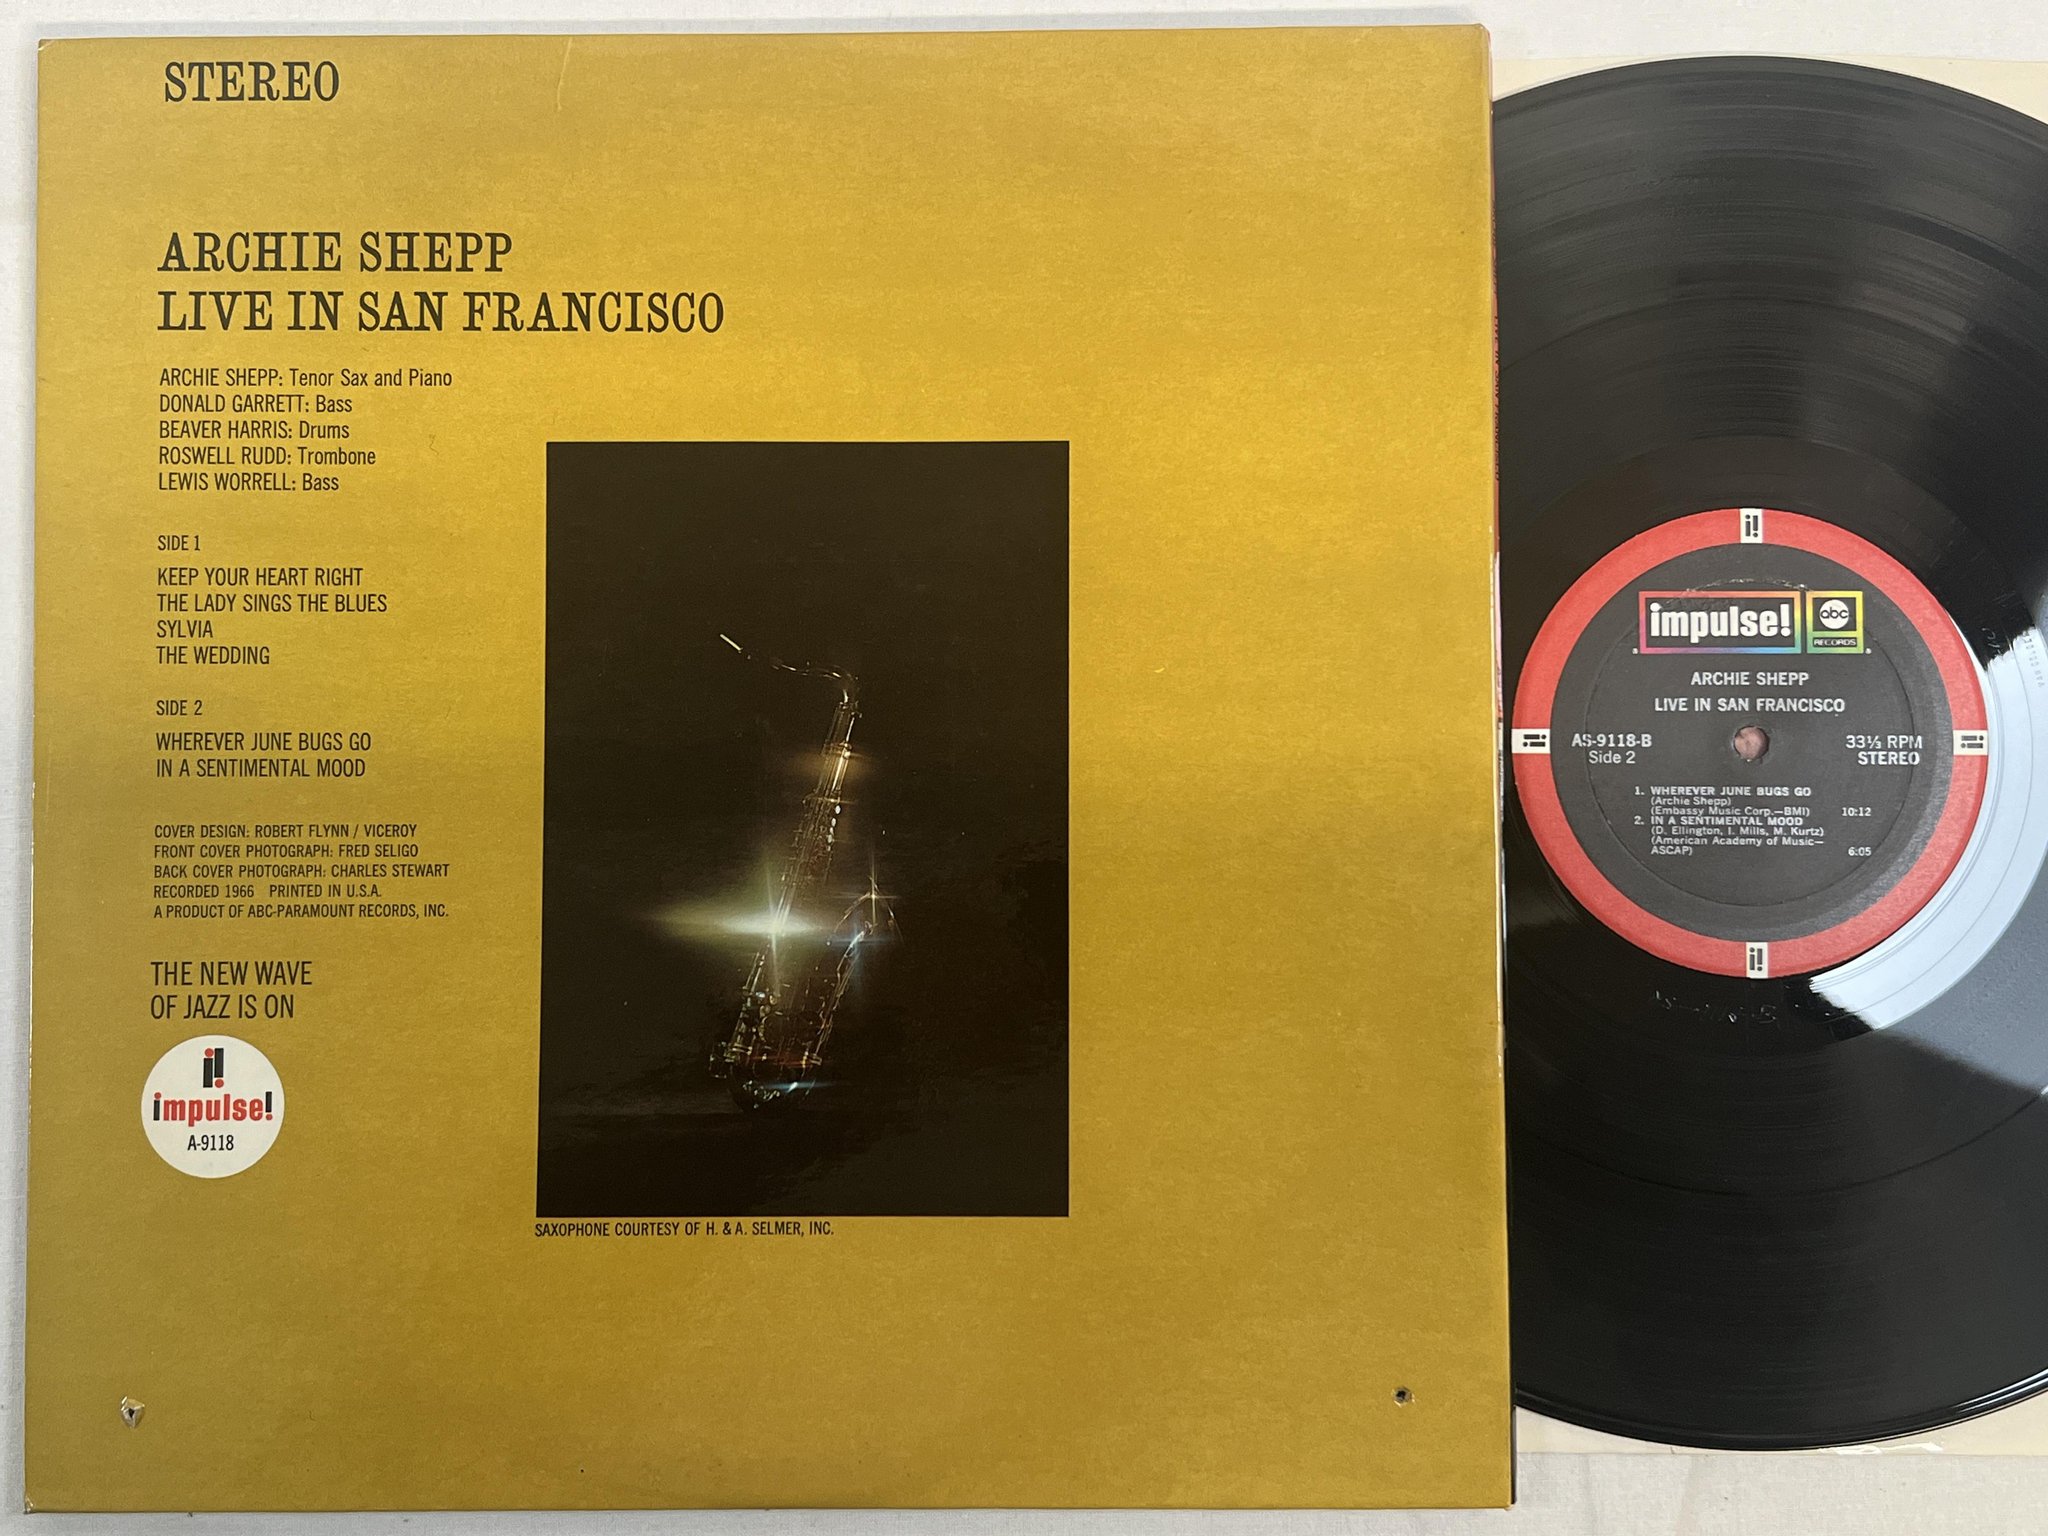 STEREO
ARCHIE SHEPP
LIVE IN SAN FRANCISCO
ARCHIE SHEPP: Tenor Sax and Piano
DONALD GARRETT: Bass
BEAVER HARRIS: Drums
ROSWELL RUDD: Trombone
LEWIS WORRELL: Bass
SIDE 1
KEEP YOUR HEART RIGHT
THE LADY SINGS THE BLUES
SYLVIA
THE WEDDING
SIDE 2
WHEREVER JUNE BUGS GO
IN A SENTIMENTAL MOOD
COVER DESIGN: ROBERT FLYNN / VICEROY
FRONT COVER PHOTOGRAPH: FRED SELIGO
BACK COVER PHOTOGRAPH: CHARLES STEWART
RECORDED 1966 PRINTED IN U.S.A.
A PRODUCT OF ABC-PARAMOUNT RECORDS, INC.
THE NEW WAVE
OF JAZZ IS ON
i!
impulse!
A-9118
SAXOPHONE COURTESY OF H. & A. SELMER, INC.
i!
impulse! abc
RECORDS
® ®
ARCHIE SHEPP
LIVE IN SAN FRANCISCO
AS-9118-B 33⅓ RPM
Side 2 STEREO
i! i!
1. WHEREVER JUNE BUGS GO
(Archie Shepp)
(Embassy Music Corp.—BMI) 10:12
2. IN A SENTIMENTAL MOOD
(D. Ellington, I. Mills, M. Kurtz)
(American Academy of Music—
ASCAP) 6:05
i!